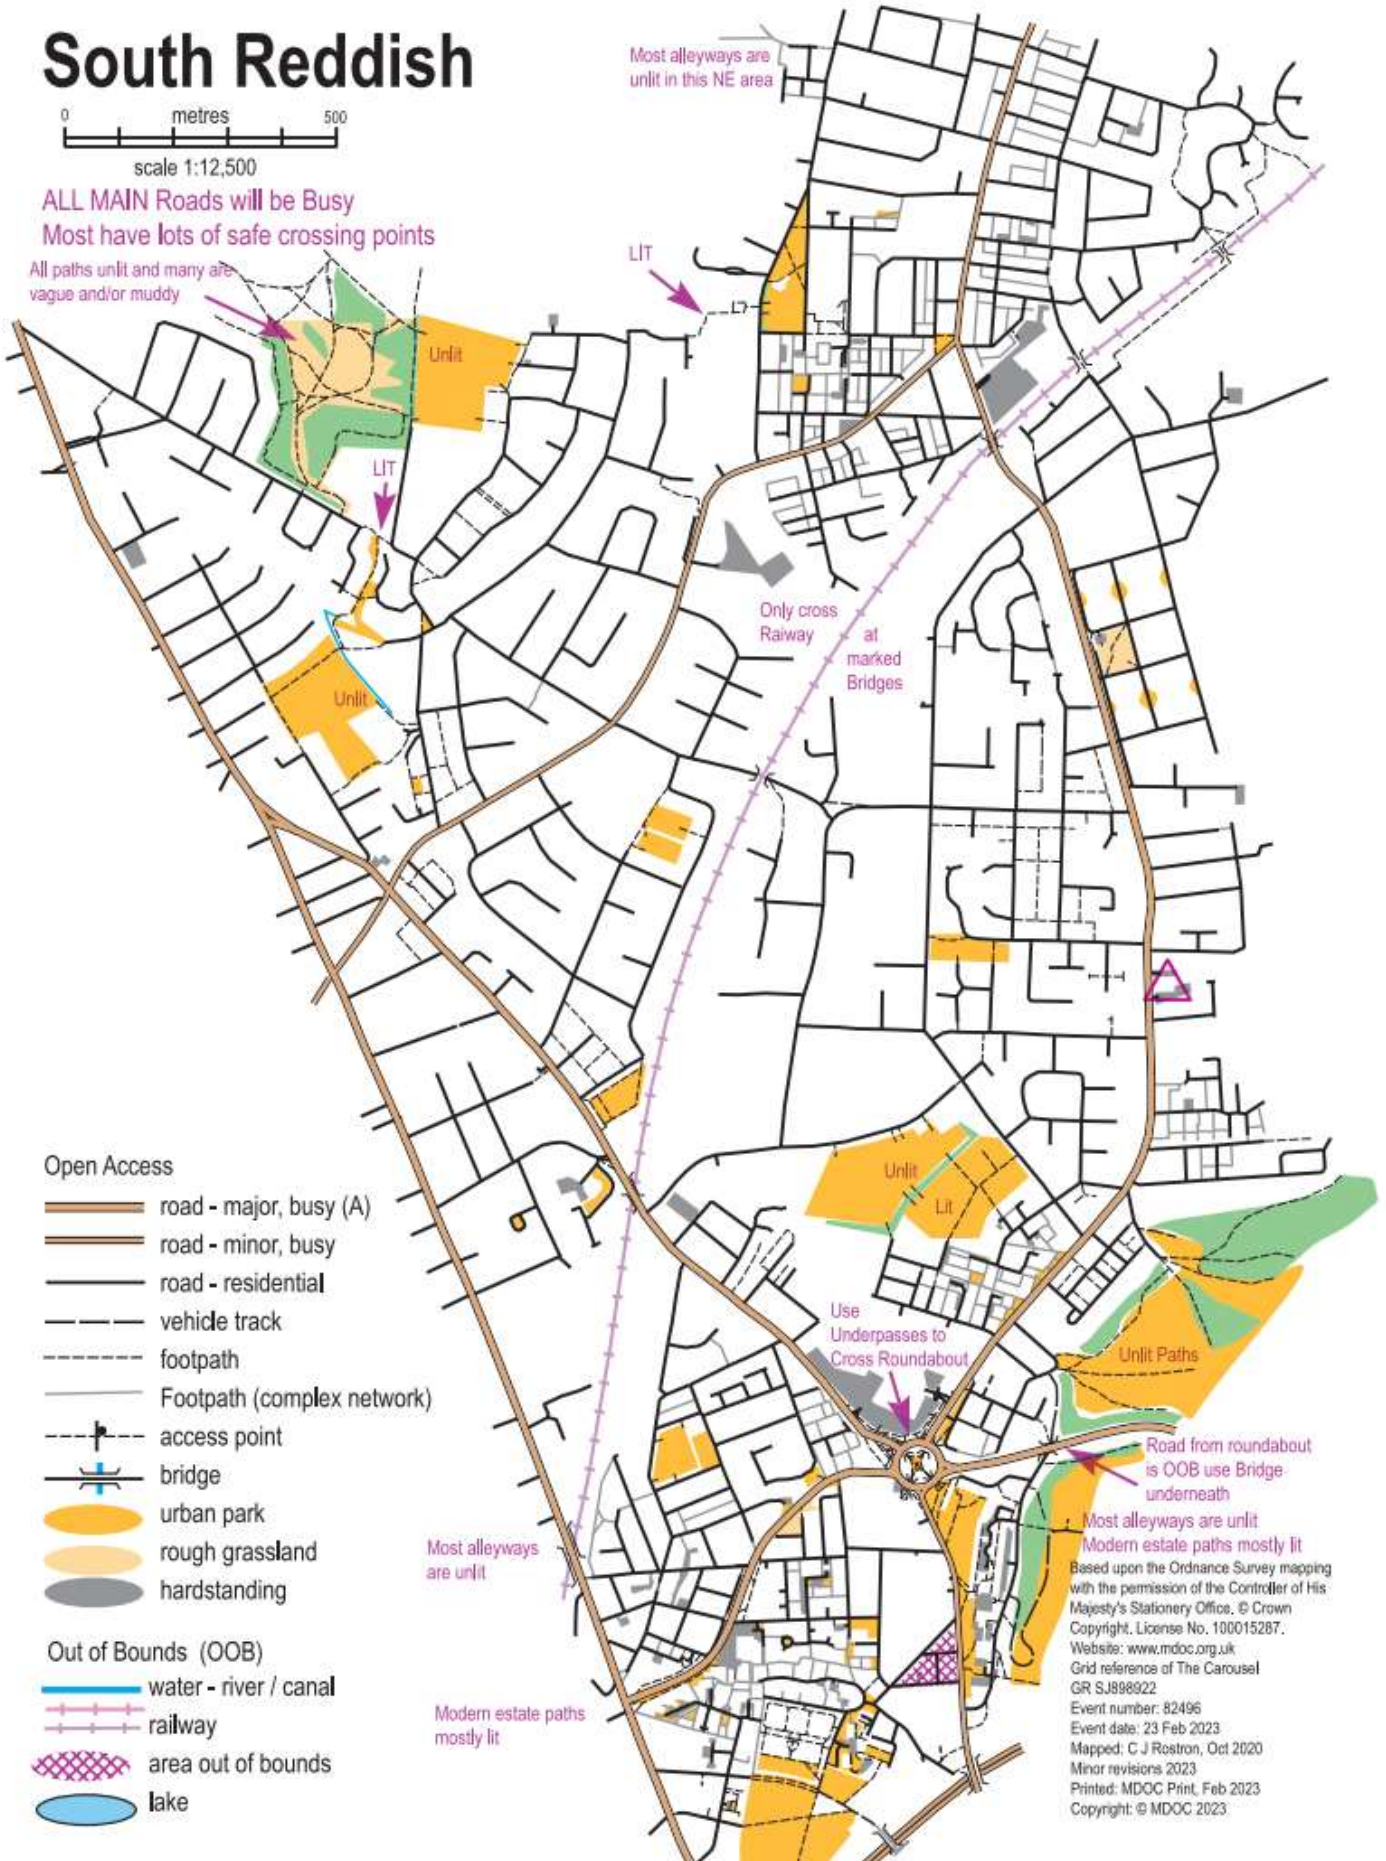 South Reddish
0 metres 500
scale 1:12,500
ALL MAIN Roads will be Busy
Most have lots of safe crossing points
All paths unlit and many are
vague and/or muddy
Most alleyways are
unlit in this NE area
LIT
Unlit
LIT
Only cross
Raiway at
marked
Bridges
Unlit
Unlit
Lit
Use
Underpasses to
Cross Roundabout
Unlit Paths
Road from roundabout
is OOB use Bridge
underneath
Most alleyways are unlit
Modern estate paths mostly lit
Most alleyways
are unlit
Modern estate paths
mostly lit
Open Access
road - major, busy (A)
road - minor, busy
road - residential
vehicle track
footpath
Footpath (complex network)
access point
bridge
urban park
rough grassland
hardstanding
Out of Bounds (OOB)
water - river / canal
railway
area out of bounds
lake
Based upon the Ordnance Survey mapping
with the permission of the Controller of His
Majesty's Stationery Office. © Crown
Copyright. License No. 100015287.
Website: www.mdoc.org.uk
Grid reference of The Carousel
GR SJ898922
Event number: 82496
Event date: 23 Feb 2023
Mapped: C J Rostron, Oct 2020
Minor revisions 2023
Printed: MDOC Print, Feb 2023
Copyright: © MDOC 2023